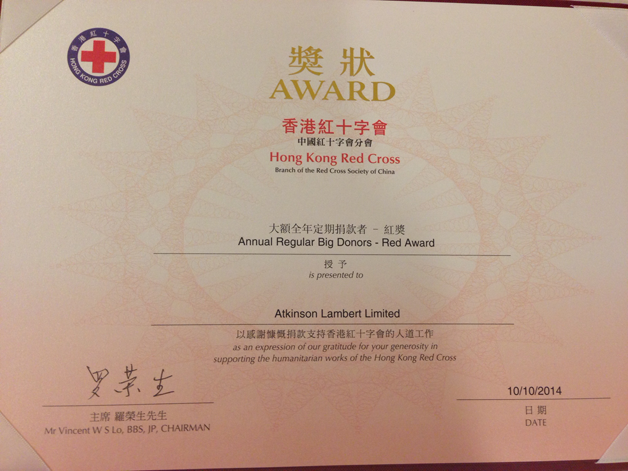 香港紅十字會
HONG KONG RED CROSS
獎狀
AWARD
香港紅十字會
中國紅十字會分會
Hong Kong Red Cross
Branch of the Red Cross Society of China
大額全年定期捐款者 - 紅獎
Annual Regular Big Donors - Red Award
授予
is presented to
Atkinson Lambert Limited
以感謝慷慨捐款支持香港紅十字會的人道工作
as an expression of our gratitude for your generosity in
supporting the humanitarian works of the Hong Kong Red Cross
罗荣生
主席 羅榮生先生
Mr Vincent W S Lo, BBS, JP, CHAIRMAN
10/10/2014
日期
DATE